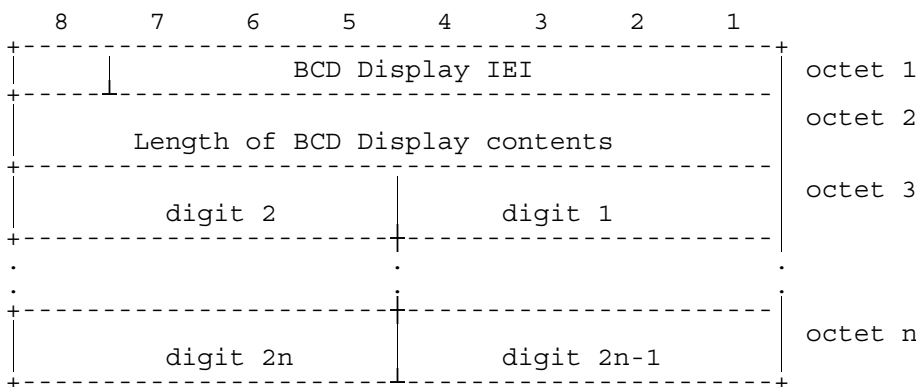 8 7 6 5 4 3 2 1
BCD Display IEI octet 1
octet 2
Length of BCD Display contents
octet 3
digit 2 digit 1
octet n
digit 2n digit 2n-1